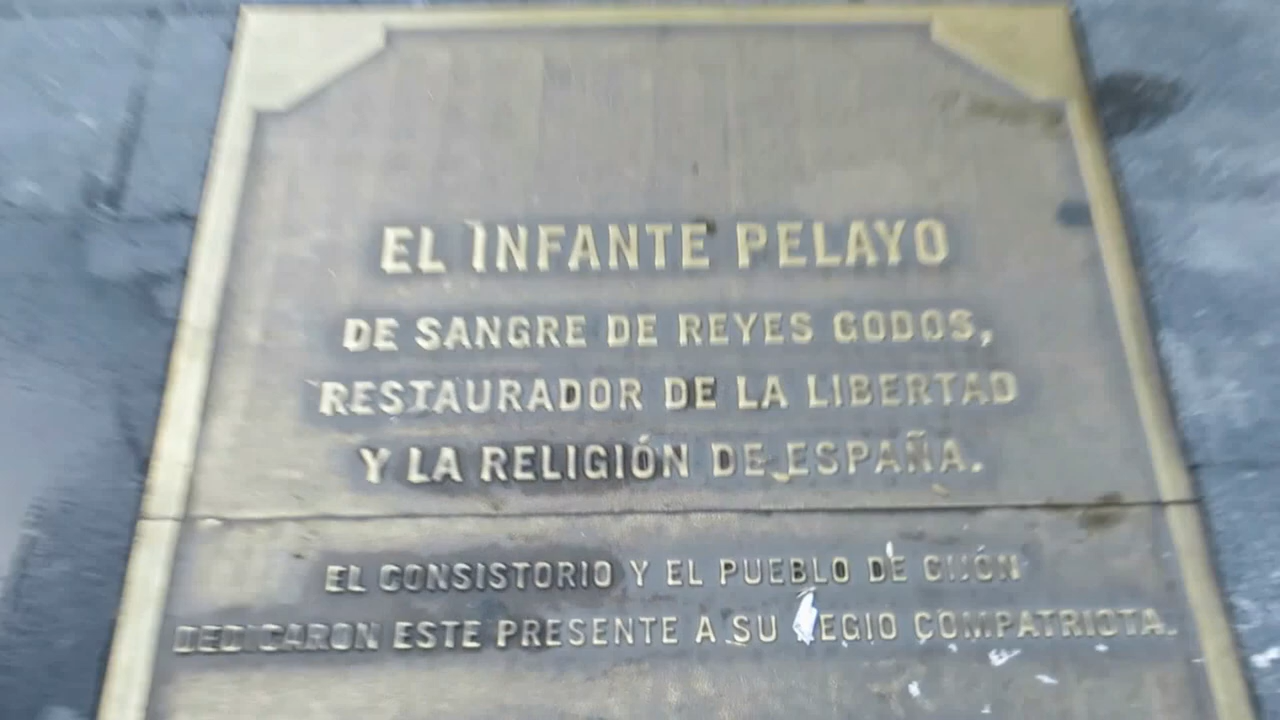 EL INFANTE PELAYO
DE SANGRE DE REYES GODOS,
RESTAURADOR DE LA LIBERTAD
Y LA RELIGIÓN DE ESPAÑA.
EL CONSISTORIO Y EL PUEBLO DE GIJÓN
DEDICARON ESTE PRESENTE A SU REGIO COMPATRIOTA.